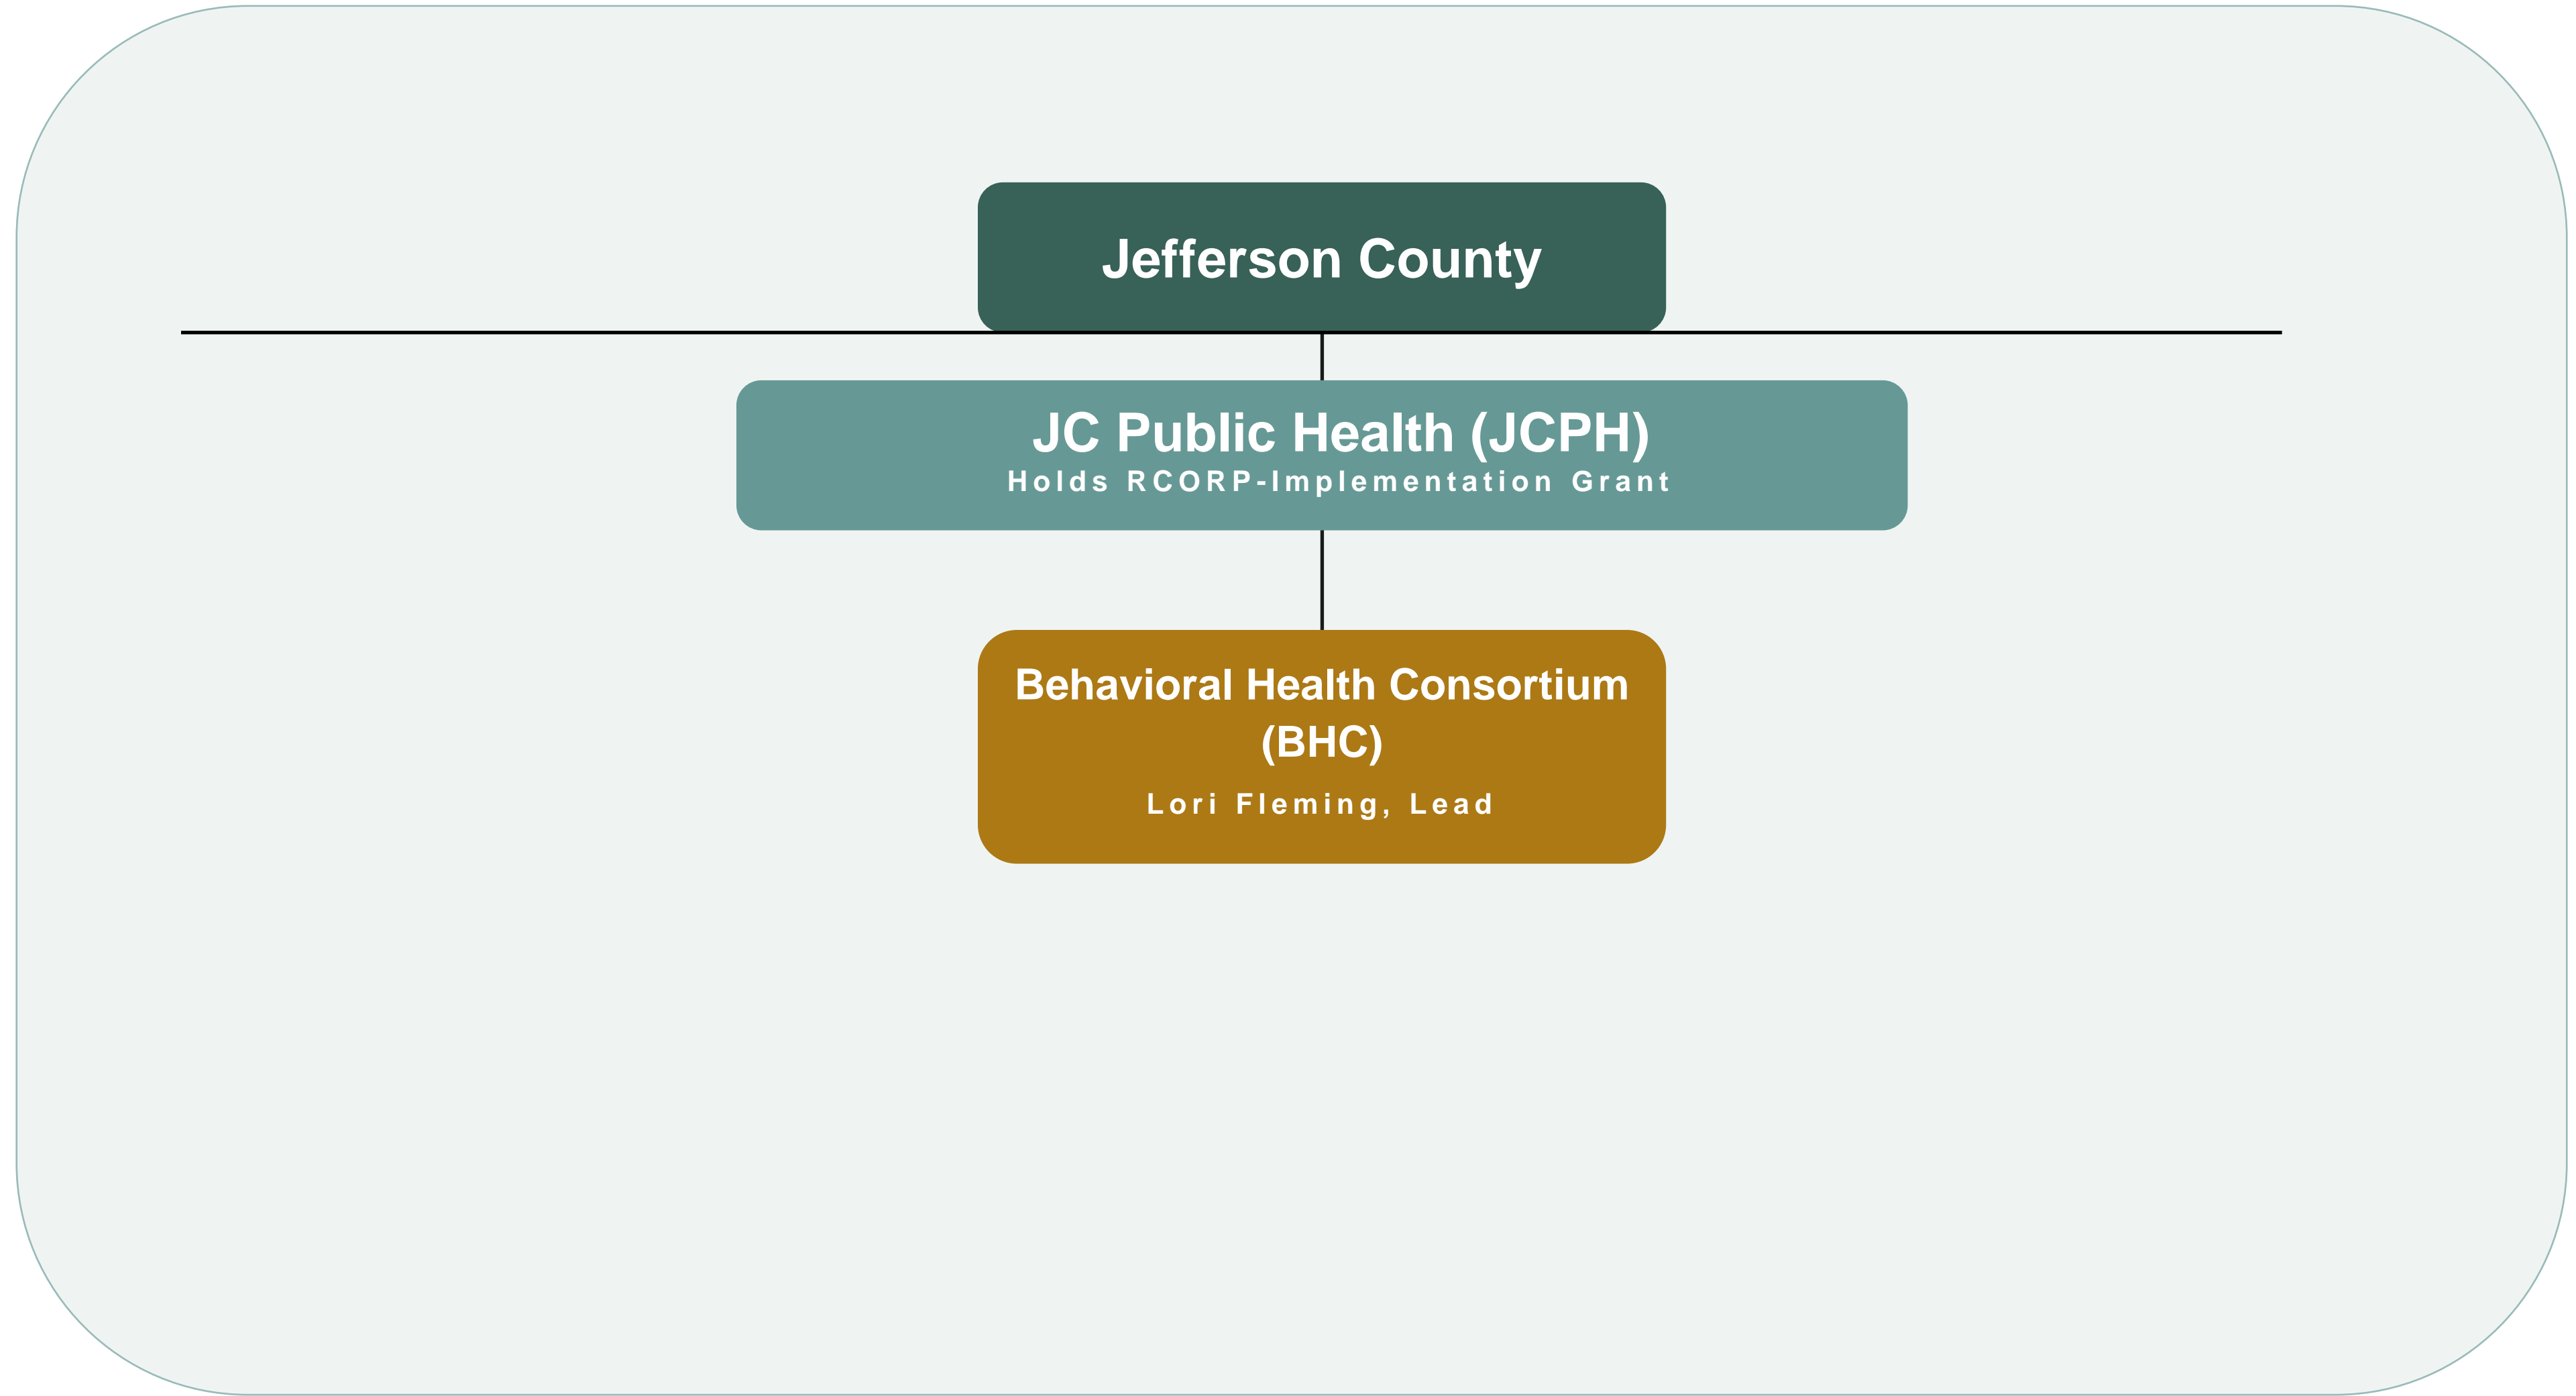 Jefferson County
JC Public Health (JCPH)
Holds RCORP-Implementation Grant
Behavioral Health Consortium
(BHC)
Lori Fleming, Lead